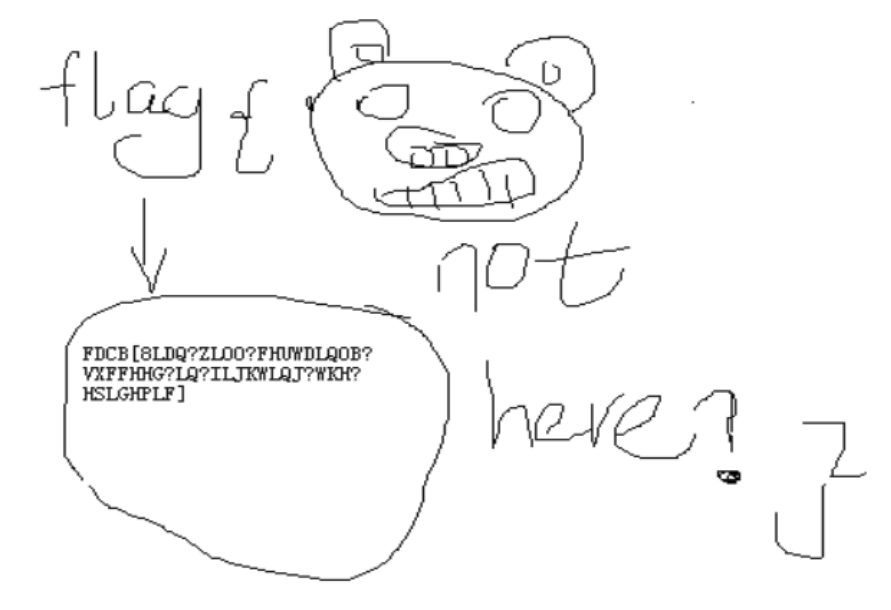 flag {
not
FDCB[8LDQ?ZLOO?FHUWDLQOB?
VXFFHHG?LQ?ILJKWLQJ?WKH?
HSLGHPLF]
here?
}